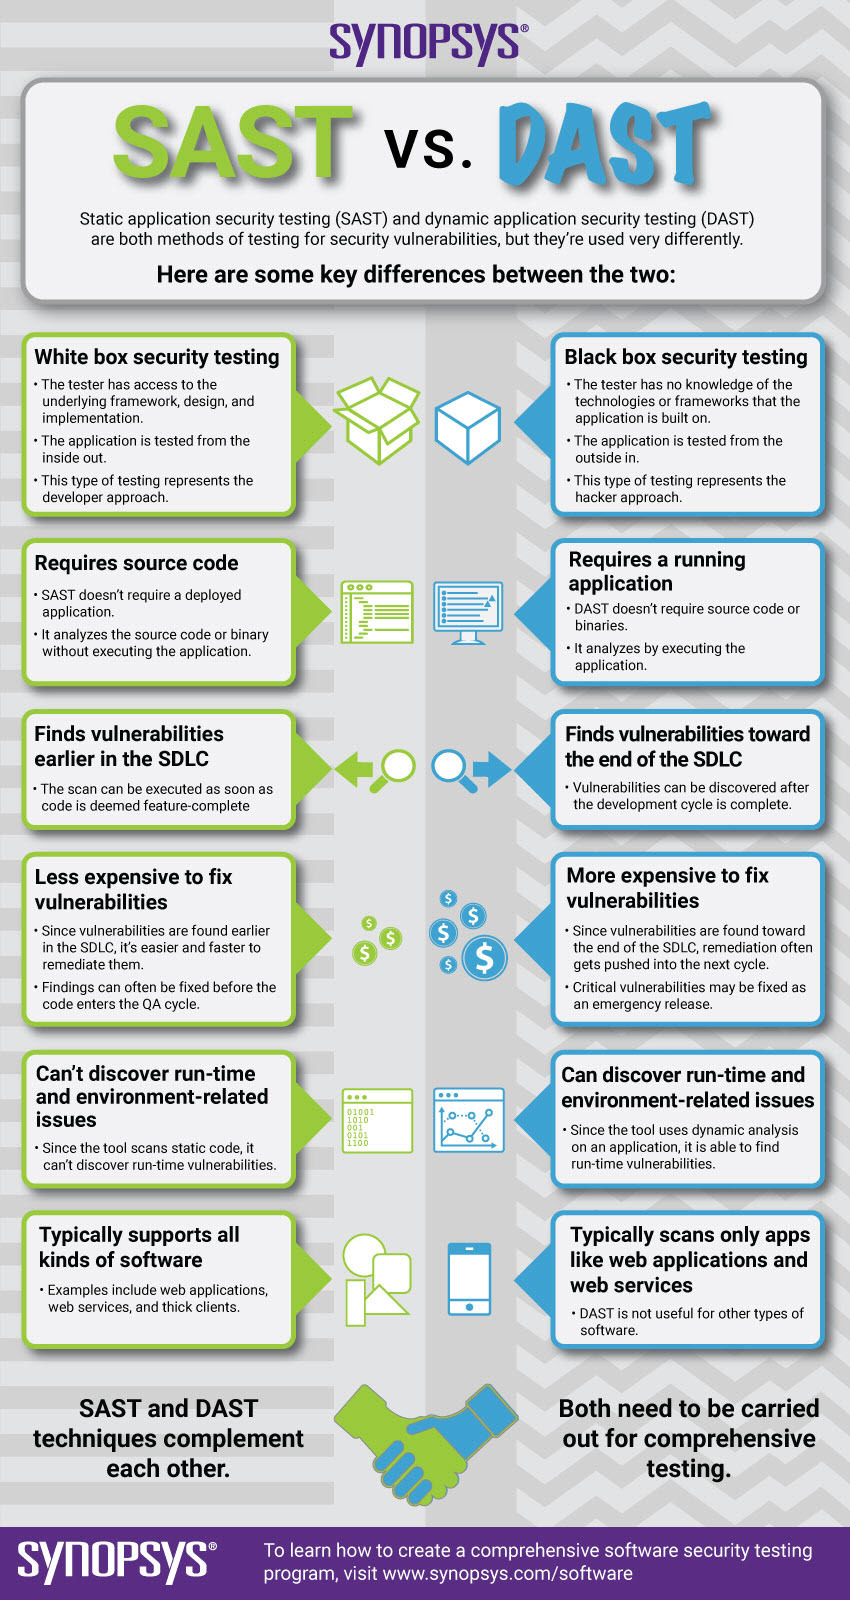 SYNOPSYS®
SAST vs. DAST
Static application security testing (SAST) and dynamic application security testing (DAST)
are both methods of testing for security vulnerabilities, but they're used very differently.
Here are some key differences between the two:
White box security testing
• The tester has access to the
underlying framework, design, and
implementation.
• The application is tested from the
inside out.
• This type of testing represents the
developer approach.
Black box security testing
• The tester has no knowledge of the
technologies or frameworks that the
application is built on.
• The application is tested from the
outside in.
• This type of testing represents the
hacker approach.
Requires source code
• SAST doesn't require a deployed
application.
• It analyzes the source code or binary
without executing the application.
Requires a running
application
• DAST doesn't require source code or
binaries.
• It analyzes by executing the
application.
Finds vulnerabilities
earlier in the SDLC
• The scan can be executed as soon as
code is deemed feature-complete
Finds vulnerabilities toward
the end of the SDLC
• Vulnerabilities can be discovered after
the development cycle is complete.
Less expensive to fix
vulnerabilities
• Since vulnerabilities are found earlier
in the SDLC, it's easier and faster to
remediate them.
• Findings can often be fixed before the
code enters the QA cycle.
$
$
$
$
$
$
$
$
More expensive to fix
vulnerabilities
• Since vulnerabilities are found toward
the end of the SDLC, remediation often
gets pushed into the next cycle.
• Critical vulnerabilities may be fixed as
an emergency release.
Can't discover run-time
and environment-related
issues
• Since the tool scans static code, it
can't discover run-time vulnerabilities.
01001
1010
001
0101
1100
Can discover run-time and
environment-related issues
• Since the tool uses dynamic analysis
on an application, it is able to find
run-time vulnerabilities.
Typically supports all
kinds of software
• Examples include web applications,
web services, and thick clients.
Typically scans only apps
like web applications and
web services
• DAST is not useful for other types of
software.
SAST and DAST
techniques complement
each other.
Both need to be carried
out for comprehensive
testing.
SYNOPSYS®
To learn how to create a comprehensive software security testing
program, visit www.synopsys.com/software